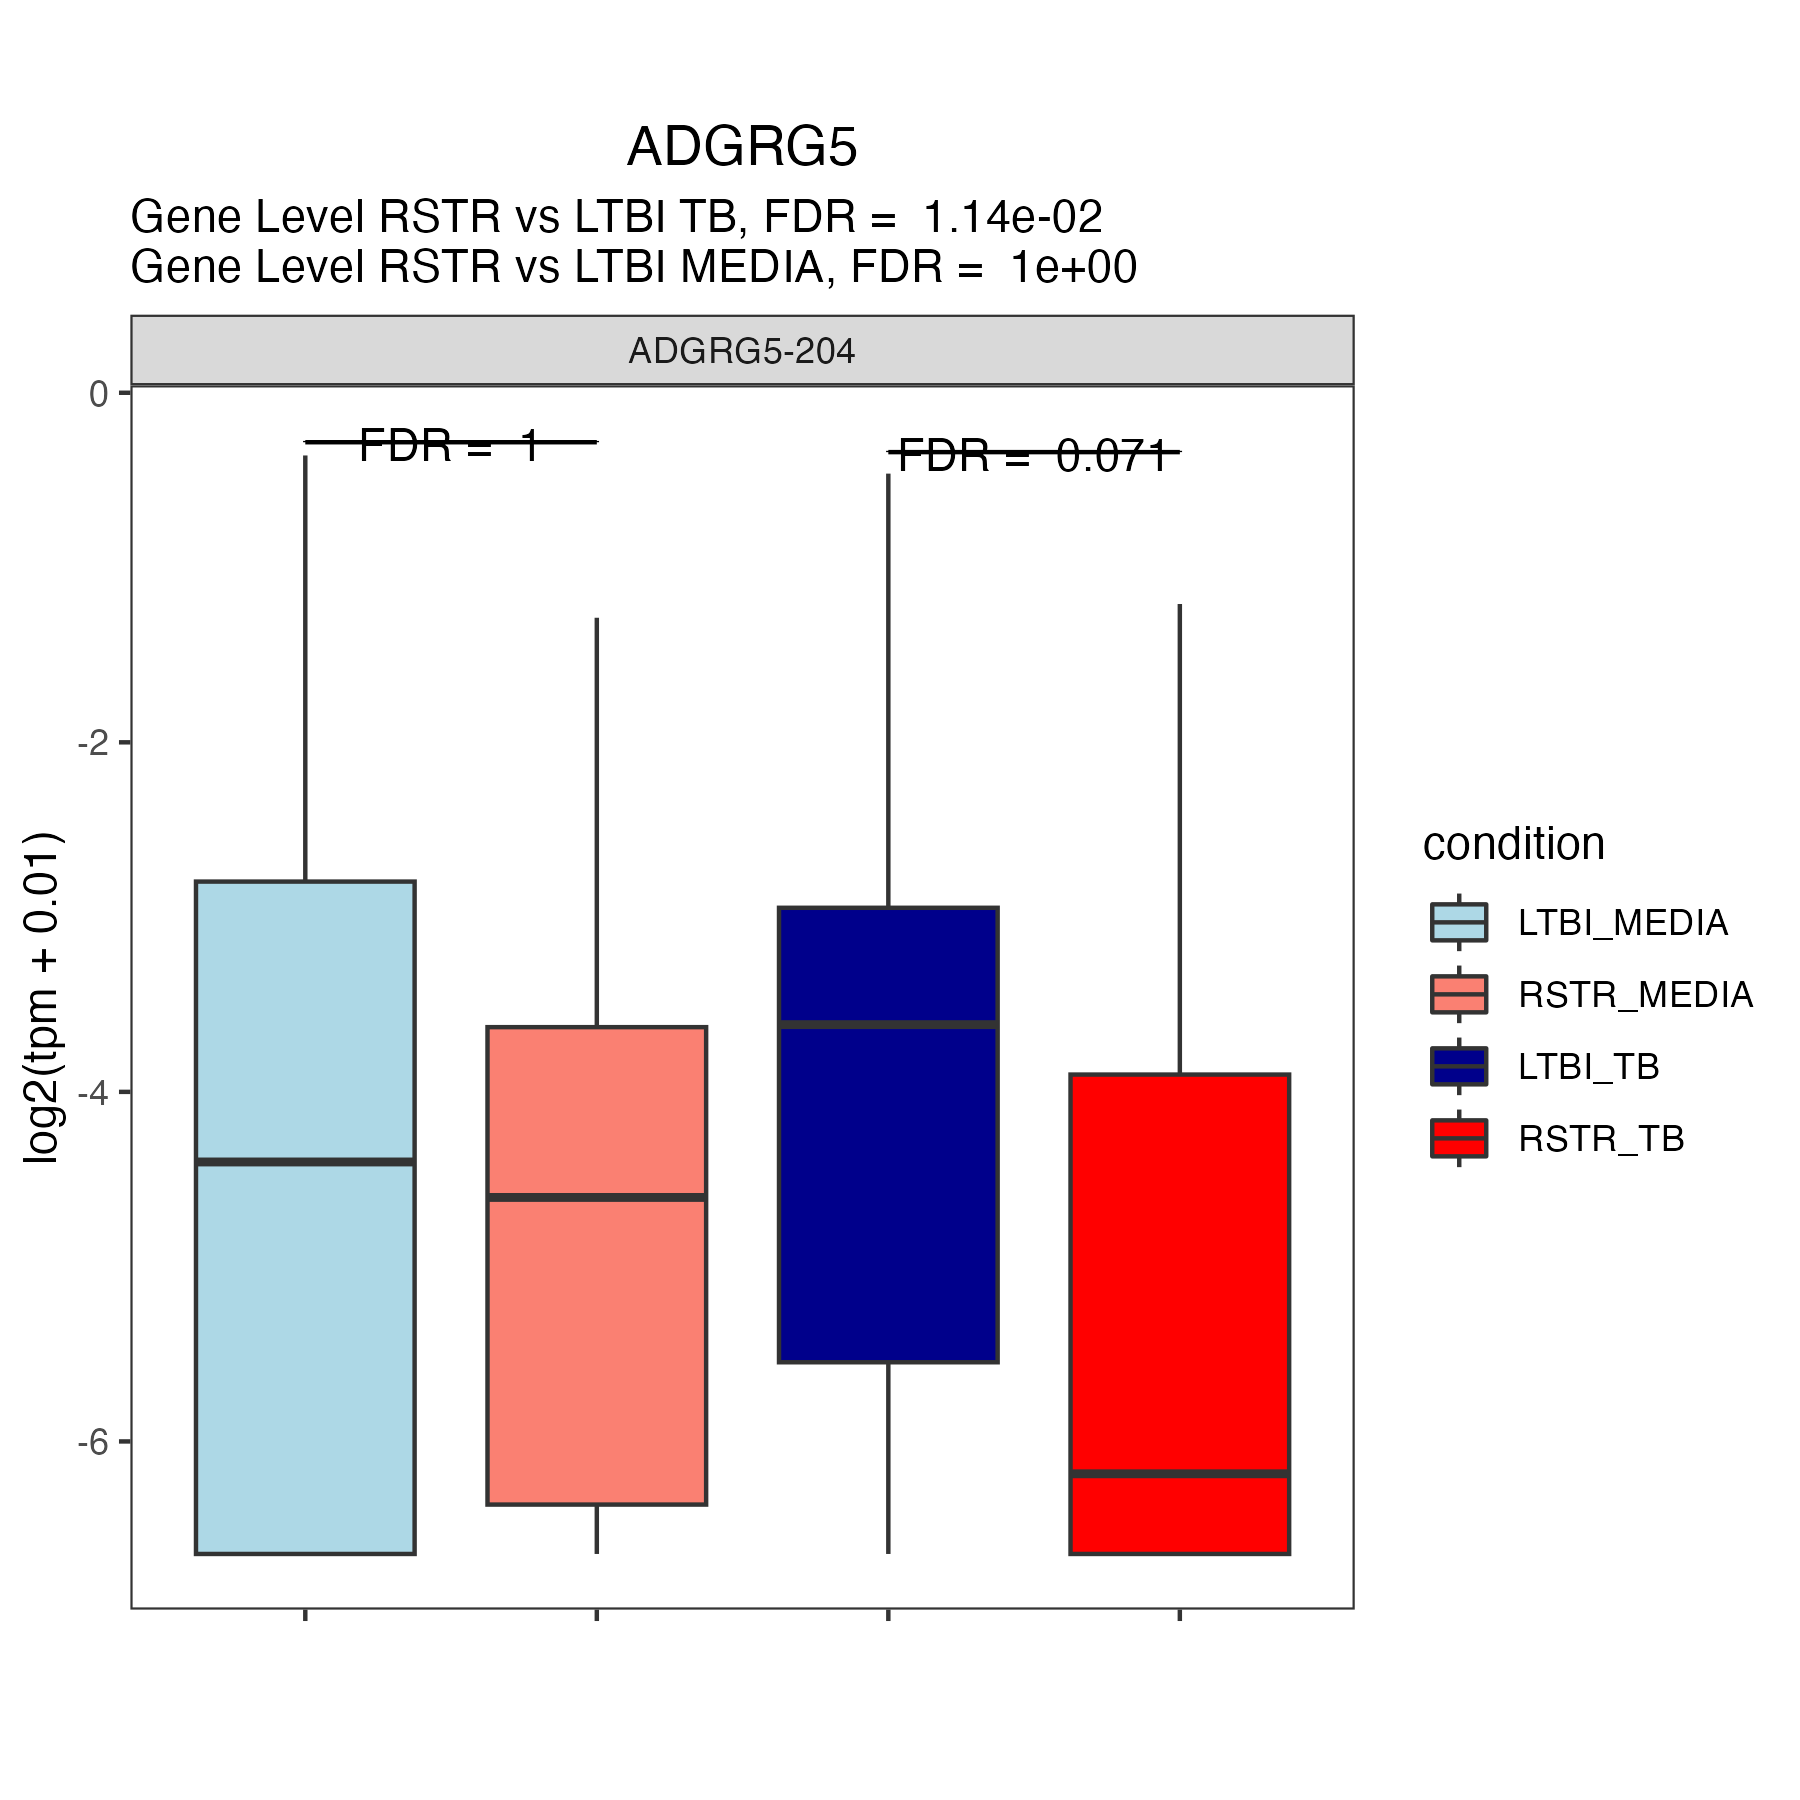 ADGRG5
Gene Level RSTR vs LTBI TB, FDR = 1.14e-02
Gene Level RSTR vs LTBI MEDIA, FDR = 1e+00
ADGRG5-204
0
-2
-4
-6
log2(tpm + 0.01)
FDR = 1
FDR = 0.071
condition
LTBI_MEDIA
RSTR_MEDIA
LTBI_TB
RSTR_TB